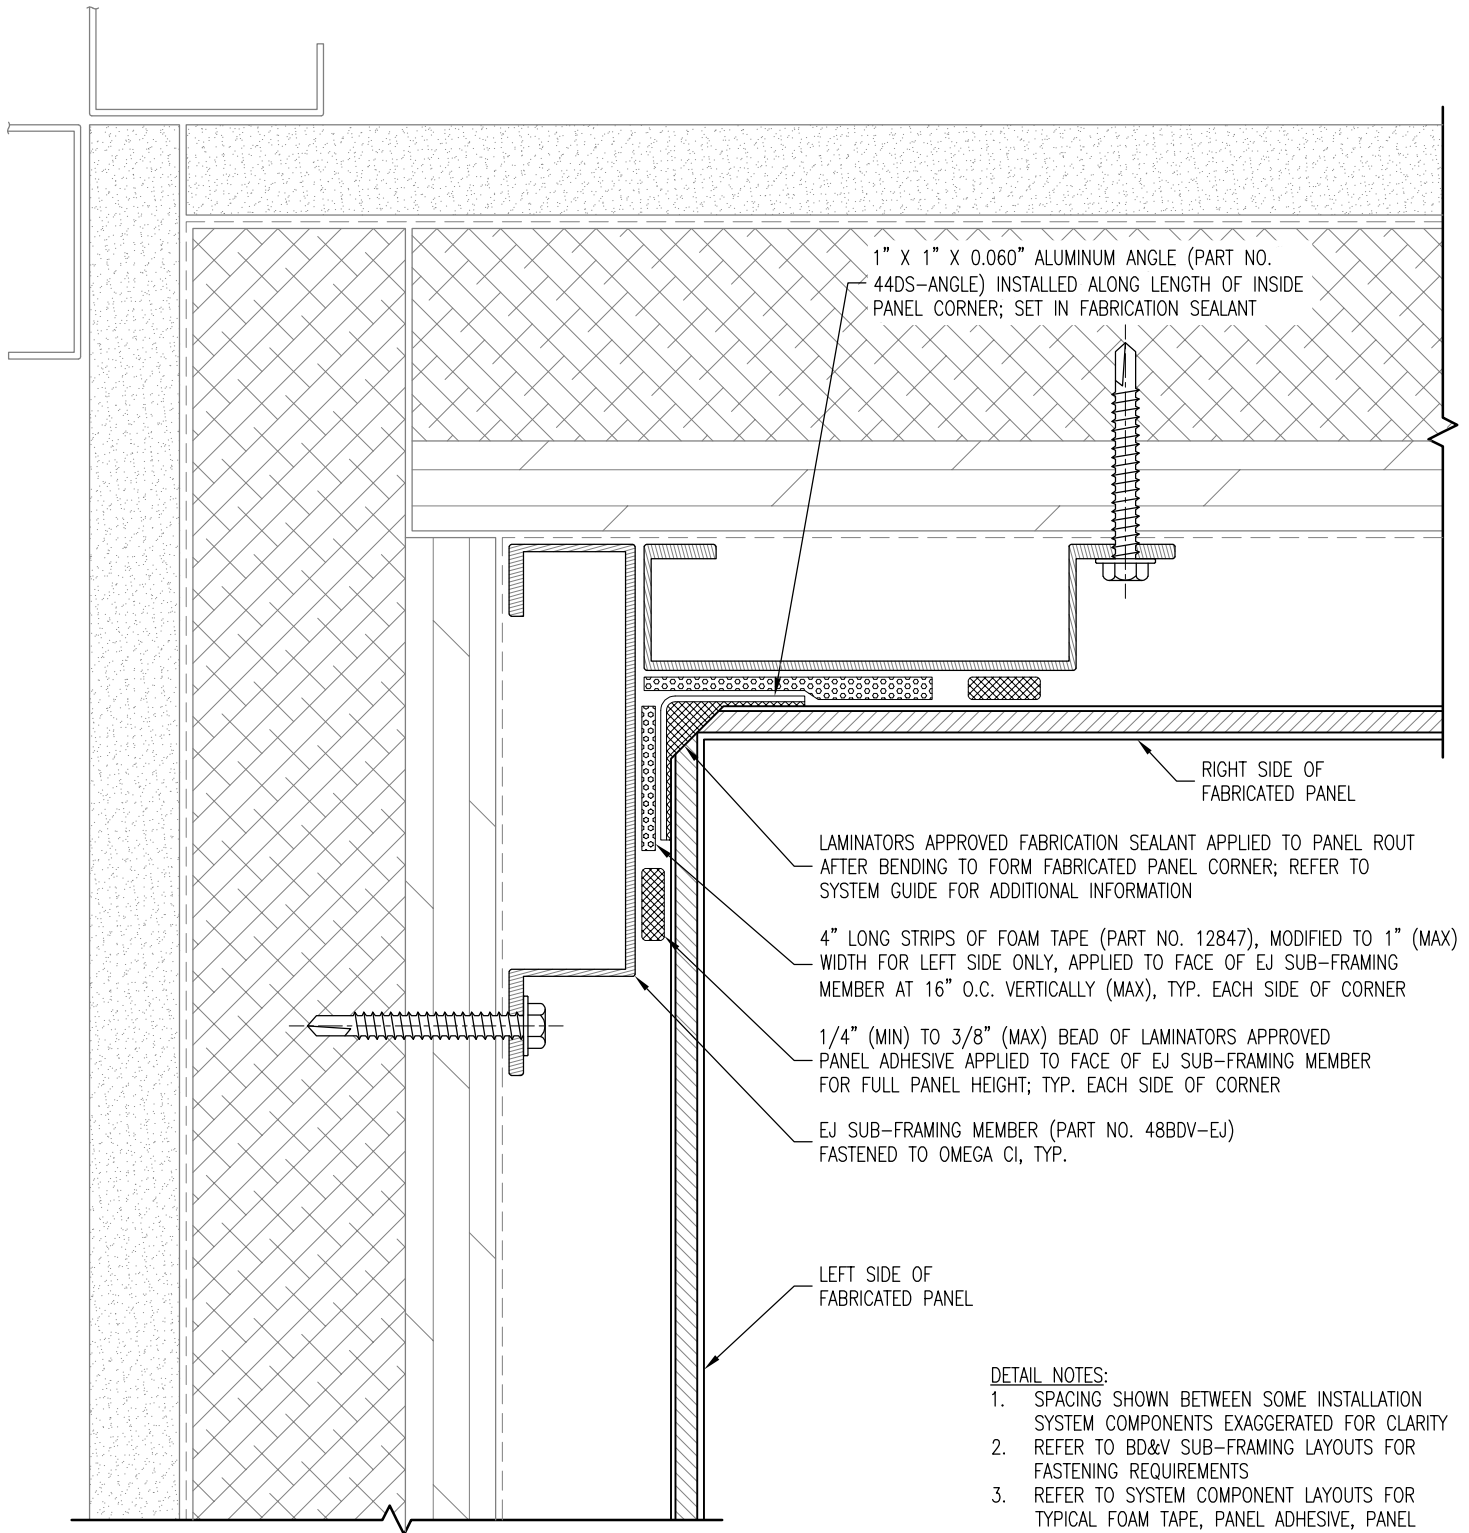 1” X 1” X 0.060” ALUMINUM ANGLE (PART NO.
44DS-ANGLE) INSTALLED ALONG LENGTH OF INSIDE
PANEL CORNER; SET IN FABRICATION SEALANT
RIGHT SIDE OF
FABRICATED PANEL
LAMINATORS APPROVED FABRICATION SEALANT APPLIED TO PANEL ROUT
AFTER BENDING TO FORM FABRICATED PANEL CORNER; REFER TO
SYSTEM GUIDE FOR ADDITIONAL INFORMATION
4” LONG STRIPS OF FOAM TAPE (PART NO. 12847), MODIFIED TO 1” (MAX)
WIDTH FOR LEFT SIDE ONLY, APPLIED TO FACE OF EJ SUB-FRAMING
MEMBER AT 16” O.C. VERTICALLY (MAX), TYP. EACH SIDE OF CORNER
1/4” (MIN) TO 3/8” (MAX) BEAD OF LAMINATORS APPROVED
PANEL ADHESIVE APPLIED TO FACE OF EJ SUB-FRAMING MEMBER
FOR FULL PANEL HEIGHT; TYP. EACH SIDE OF CORNER
EJ SUB-FRAMING MEMBER (PART NO. 48BDV-EJ)
FASTENED TO OMEGA CI, TYP.
LEFT SIDE OF
FABRICATED PANEL
DETAIL NOTES:
1. SPACING SHOWN BETWEEN SOME INSTALLATION
SYSTEM COMPONENTS EXAGGERATED FOR CLARITY
2. REFER TO BD&V SUB-FRAMING LAYOUTS FOR
FASTENING REQUIREMENTS
3. REFER TO SYSTEM COMPONENT LAYOUTS FOR
TYPICAL FOAM TAPE, PANEL ADHESIVE, PANEL